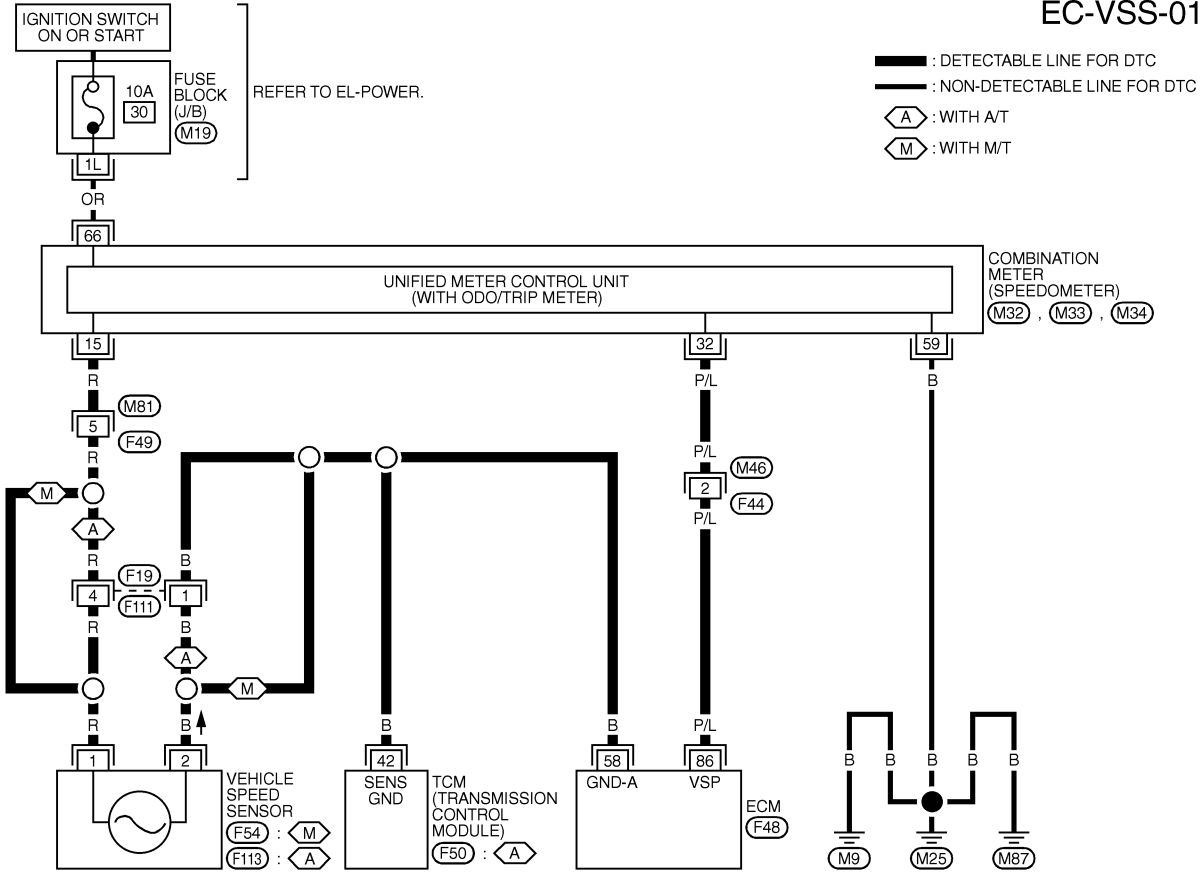 EC-VSS-01
IGNITION SWITCH
ON OR START
10A
30
FUSE
BLOCK
(J/B)
M19
REFER TO EL-POWER.
: DETECTABLE LINE FOR DTC
: NON-DETECTABLE LINE FOR DTC
A : WITH A/T
M : WITH M/T
1L
OR
66
UNIFIED METER CONTROL UNIT
(WITH ODO/TRIP METER)
COMBINATION
METER
(SPEEDOMETER)
M32 , M33 , M34
15
32
59
R
P/L
B
M81
5
F49
R
P/L
M46
2
F44
P/L
M
A
R
B
F19
4
1
F111
R
B
A
M
R
B
B
B
P/L
1
2
42
58
86
SENS
GND
GND-A
VSP
VEHICLE
SPEED
SENSOR
F54 : M
F113 : A
TCM
(TRANSMISSION
CONTROL
MODULE)
F50 : A
ECM
F48
B
B
B
B
B
M9
M25
M87